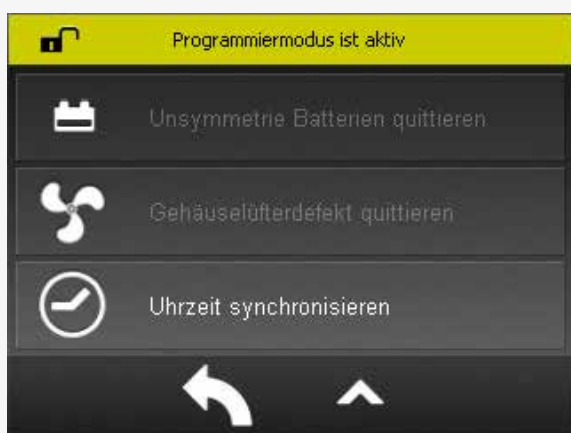 Programmiermodus ist aktiv
Unsymmetrie Batterien quittieren
Gehäuselüfterdefekt quittieren
Uhrzeit synchronisieren